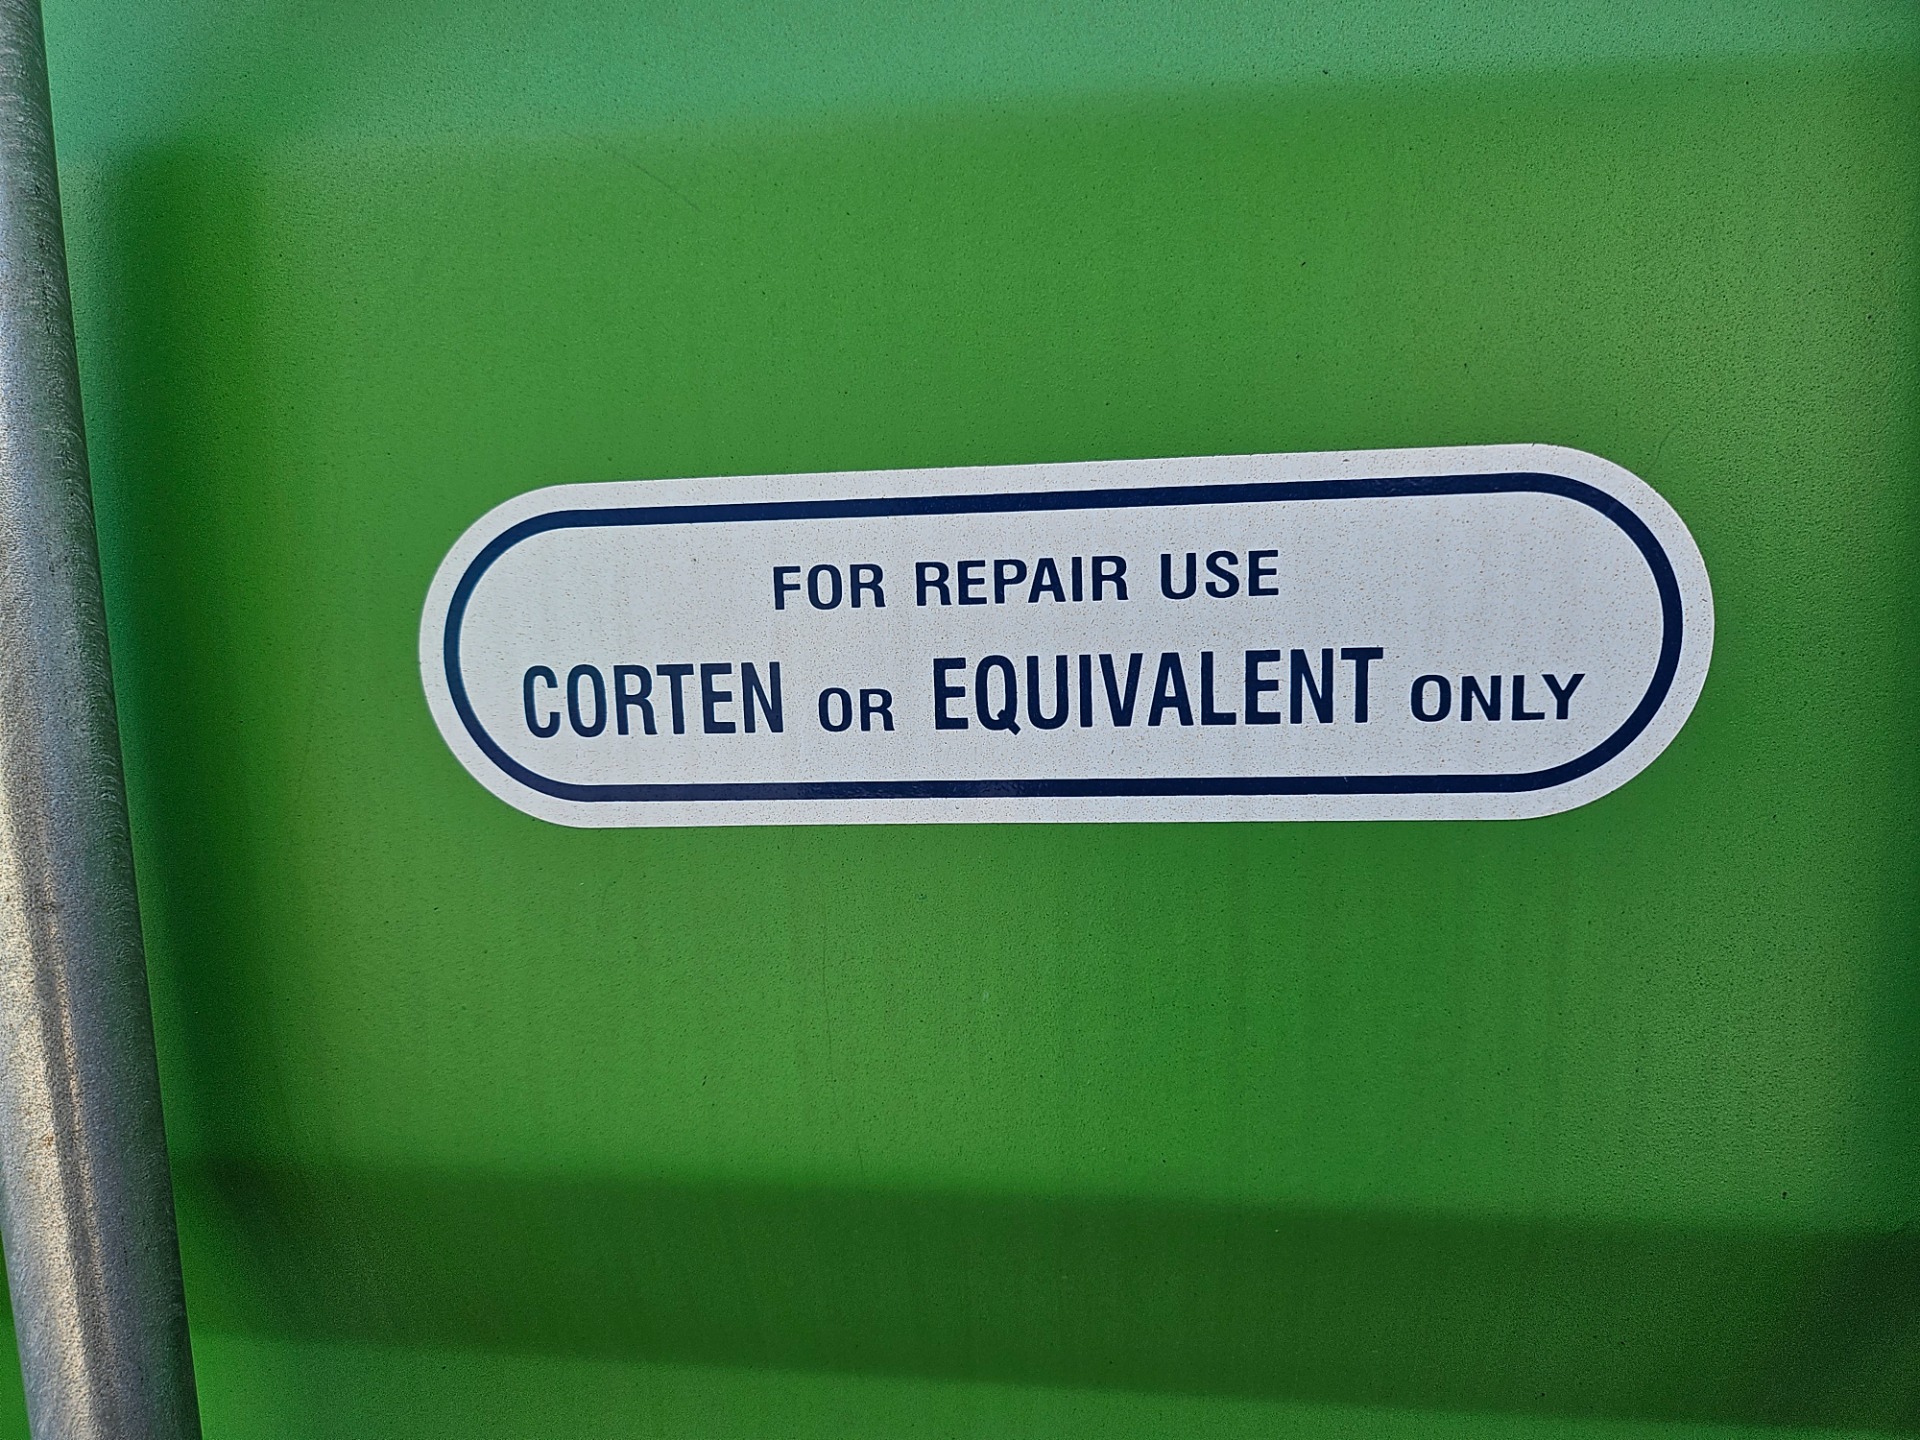 FOR REPAIR USE
CORTEN OR EQUIVALENT ONLY